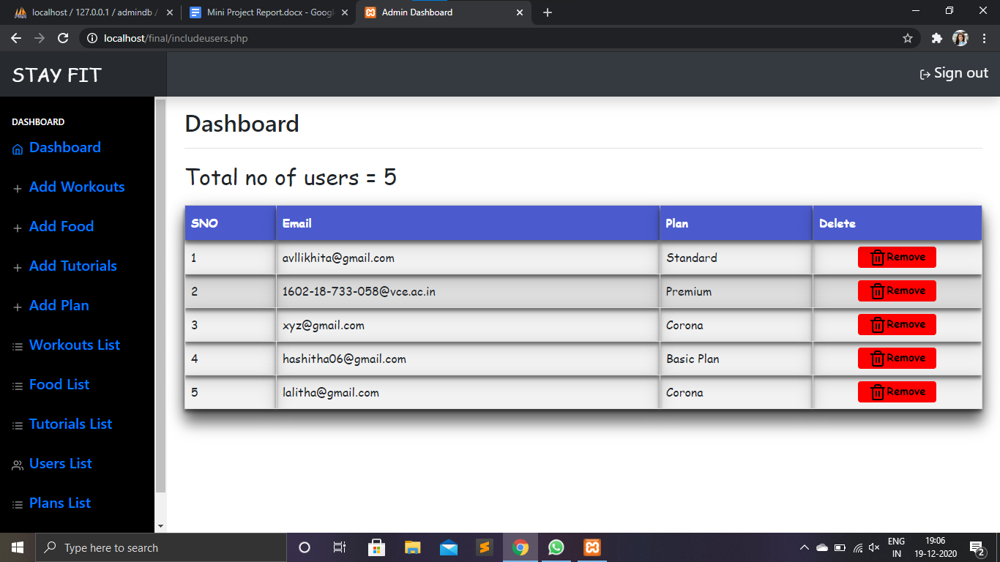 localhost / 127.0.0.1 / admindb /
Mini Project Report.docx - Googl
Admin Dashboard
localhost/final/includeusers.php
STAY FIT
Sign out
DASHBOARD
Dashboard
Add Workouts
Add Food
Add Tutorials
Add Plan
Workouts List
Food List
Tutorials List
Users List
Plans List
Dashboard
Total no of users = 5
SNO Email Plan Delete
1 avllikhita@gmail.com Standard Remove
2 1602-18-733-058@vce.ac.in Premium Remove
3 xyz@gmail.com Corona Remove
4 hashitha06@gmail.com Basic Plan Remove
5 lalitha@gmail.com Corona Remove
Type here to search
ENG
IN
19:06
19-12-2020
2